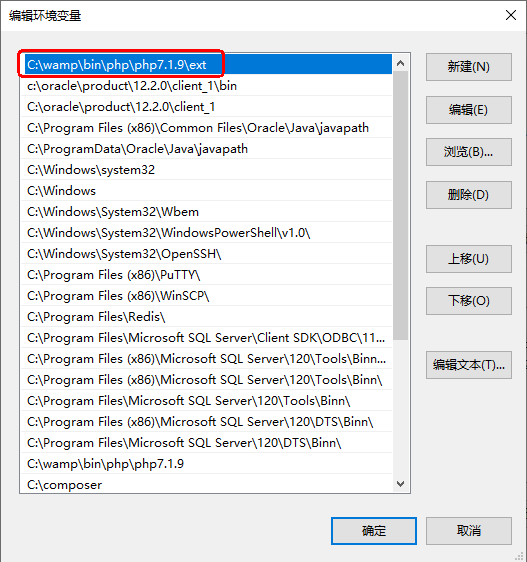 编辑环境变量
C:\wamp\bin\php\php7.1.9\ext
c:\oracle\product\12.2.0\client_1\bin
C:\oracle\product\12.2.0\client_1
C:\Program Files (x86)\Common Files\Oracle\Java\javapath
C:\ProgramData\Oracle\Java\javapath
C:\Windows\system32
C:\Windows
C:\Windows\System32\Wbem
C:\Windows\System32\WindowsPowerShell\v1.0\
C:\Windows\System32\OpenSSH\
C:\Program Files (x86)\PuTTY\
C:\Program Files (x86)\WinSCP\
C:\Program Files\Redis\
C:\Program Files\Microsoft SQL Server\Client SDK\ODBC\11...
C:\Program Files (x86)\Microsoft SQL Server\120\Tools\Binn...
C:\Program Files (x86)\Microsoft SQL Server\120\Tools\Binn\
C:\Program Files\Microsoft SQL Server\120\Tools\Binn\
C:\Program Files (x86)\Microsoft SQL Server\120\DTS\Binn\
C:\Program Files\Microsoft SQL Server\120\DTS\Binn\
C:\wamp\bin\php\php7.1.9
C:\composer
新建(N)
编辑(E)
浏览(B)...
删除(D)
上移(U)
下移(O)
编辑文本(T)...
确定
取消